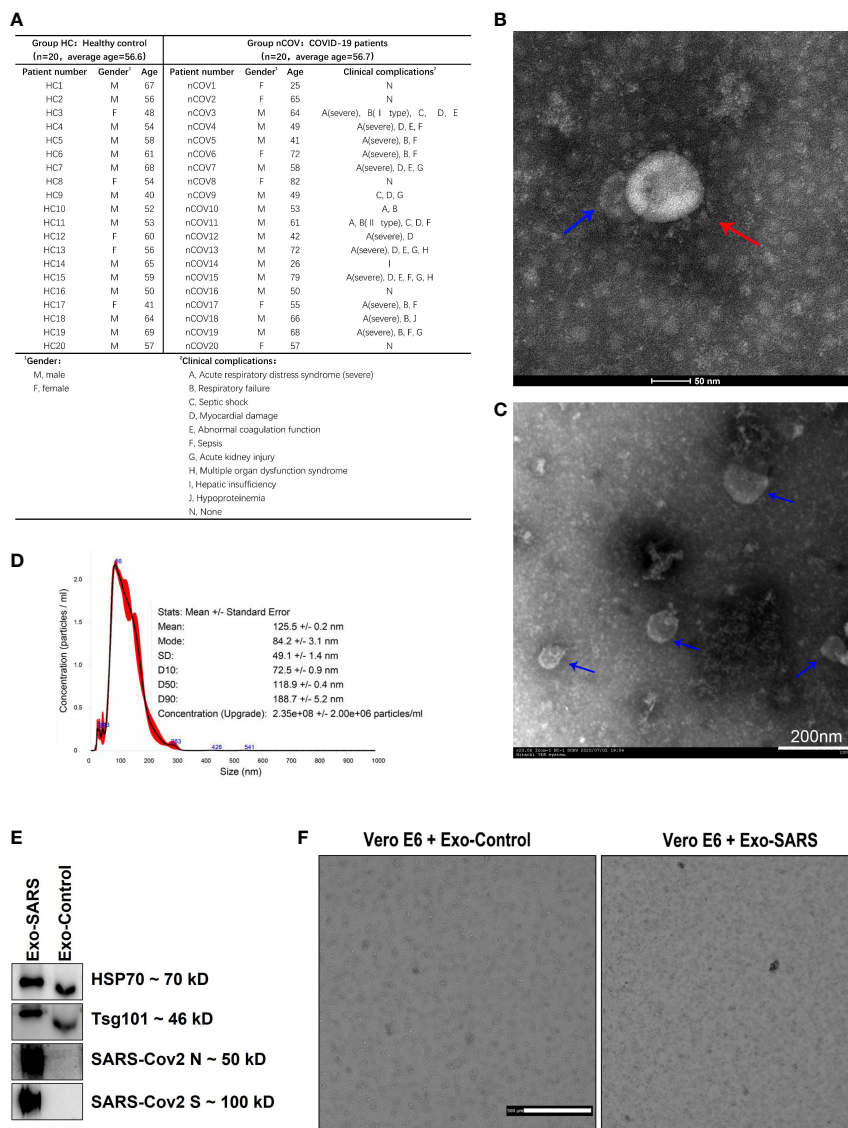 A
Group HC: Healthy control Group nCOV: COVID-19 patients
(n=20, average age=56.6) (n=20, average age=56.7)
Patient number Gender¹ Age Patient number Gender¹ Age Clinical complications²
HC1 M 67 nCOV1 F 25 N
HC2 M 56 nCOV2 F 65 N
HC3 F 48 nCOV3 M 64 A(severe), B(Ⅰ type), C, D, E
HC4 M 54 nCOV4 M 49 A(severe), D, E, F
HC5 M 58 nCOV5 M 41 A(severe), B, F
HC6 M 61 nCOV6 F 72 A(severe), B, F
HC7 M 68 nCOV7 M 58 A(severe), D, E, G
HC8 F 54 nCOV8 F 82 N
HC9 M 40 nCOV9 M 49 C, D, G
HC10 M 52 nCOV10 M 53 A, B
HC11 M 53 nCOV11 M 61 A, B(Ⅱ type), C, D, F
HC12 F 60 nCOV12 M 42 A(severe), D
HC13 F 56 nCOV13 M 72 A(severe), D, E, G, H
HC14 M 65 nCOV14 M 26 I
HC15 M 59 nCOV15 M 79 A(severe), D, E, F, G, H
HC16 M 50 nCOV16 M 50 N
HC17 F 41 nCOV17 F 55 A(severe), B, F
HC18 M 64 nCOV18 M 66 A(severe), B, J
HC19 M 69 nCOV19 M 68 A(severe), B, F, G
HC20 M 57 nCOV20 F 57 N
¹Gender: ²Clinical complications:
M, male A, Acute respiratory distress syndrome (severe)
F, female B, Respiratory failure
C, Septic shock
D, Myocardial damage
E, Abnormal coagulation function
F, Sepsis
G, Acute kidney injury
H, Multiple organ dysfunction syndrome
I, Hepatic insufficiency
J, Hypoproteinemia
N, None
B
50 nm
C
200nm
Hitachi TEM system.
D
Concentration (particles / ml)
2.0
1.5
1.0
0.5
0
86
283
428
541
Stats: Mean +/- Standard Error
Mean: 125.5 +/- 0.2 nm
Mode: 84.2 +/- 3.1 nm
SD: 49.1 +/- 1.4 nm
D10: 72.5 +/- 0.9 nm
D50: 118.9 +/- 0.4 nm
D90: 188.7 +/- 5.2 nm
Concentration (Upgrade): 2.35e+08 +/- 2.00e+06 particles/ml
0 100 200 300 400 500 600 700 800 900 1000
Size (nm)
E
Exo-SARS
Exo-Control
HSP70 ~ 70 kD
Tsg101 ~ 46 kD
SARS-Cov2 N ~ 50 kD
SARS-Cov2 S ~ 100 kD
F
Vero E6 + Exo-Control Vero E6 + Exo-SARS
500 μm